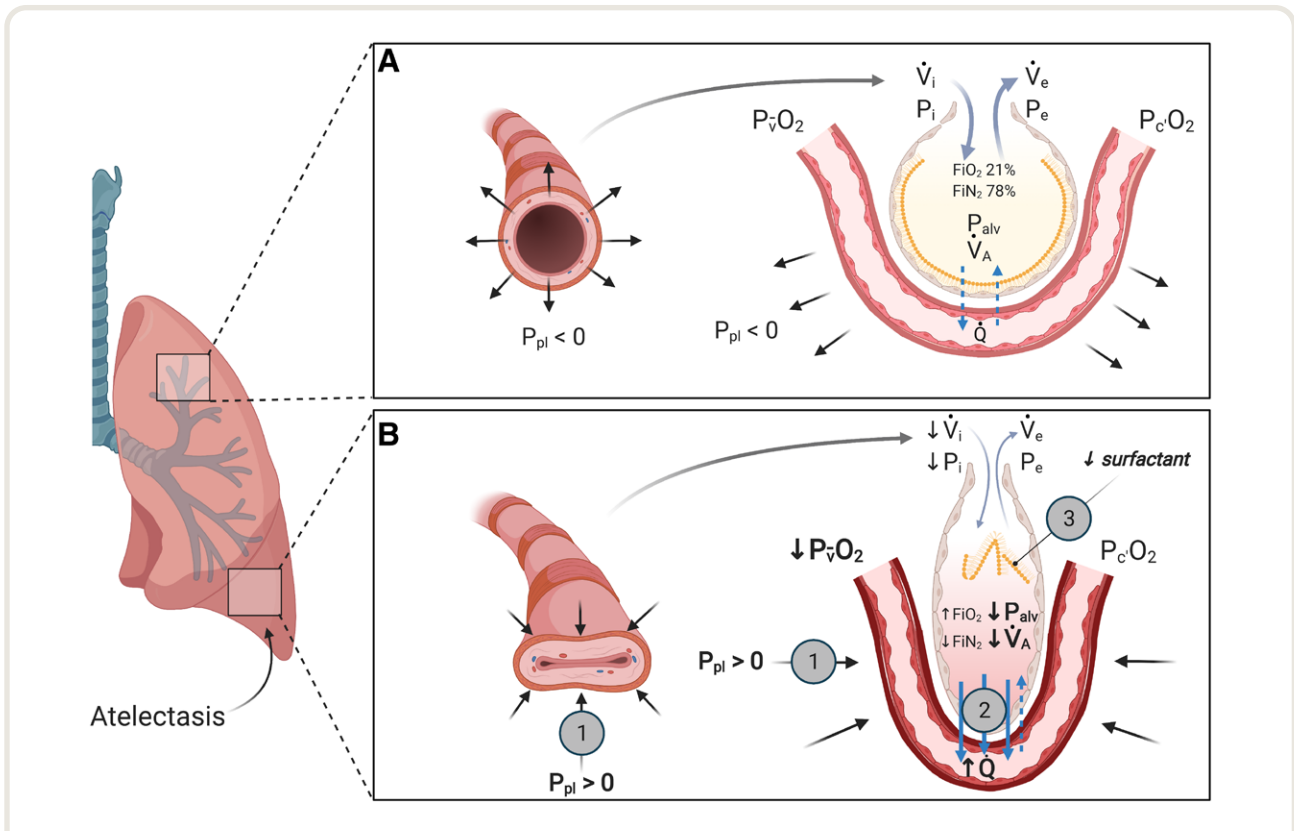 A
V̇i
V̇e
Pi
Pe
Pv̄O₂
Pc'O₂
FiO₂ 21%
FiN₂ 78%
Palv
V̇A
Ppl < 0
Ppl < 0
Q̇
B
↓V̇i
V̇e
↓Pi
Pe
↓ surfactant
3
↓Pv̄O₂
Pc'O₂
↑ FiO₂ ↓Palv
↓ FiN₂ ↓V̇A
Ppl > 0
1
2
↑Q̇
1
Ppl > 0
Atelectasis